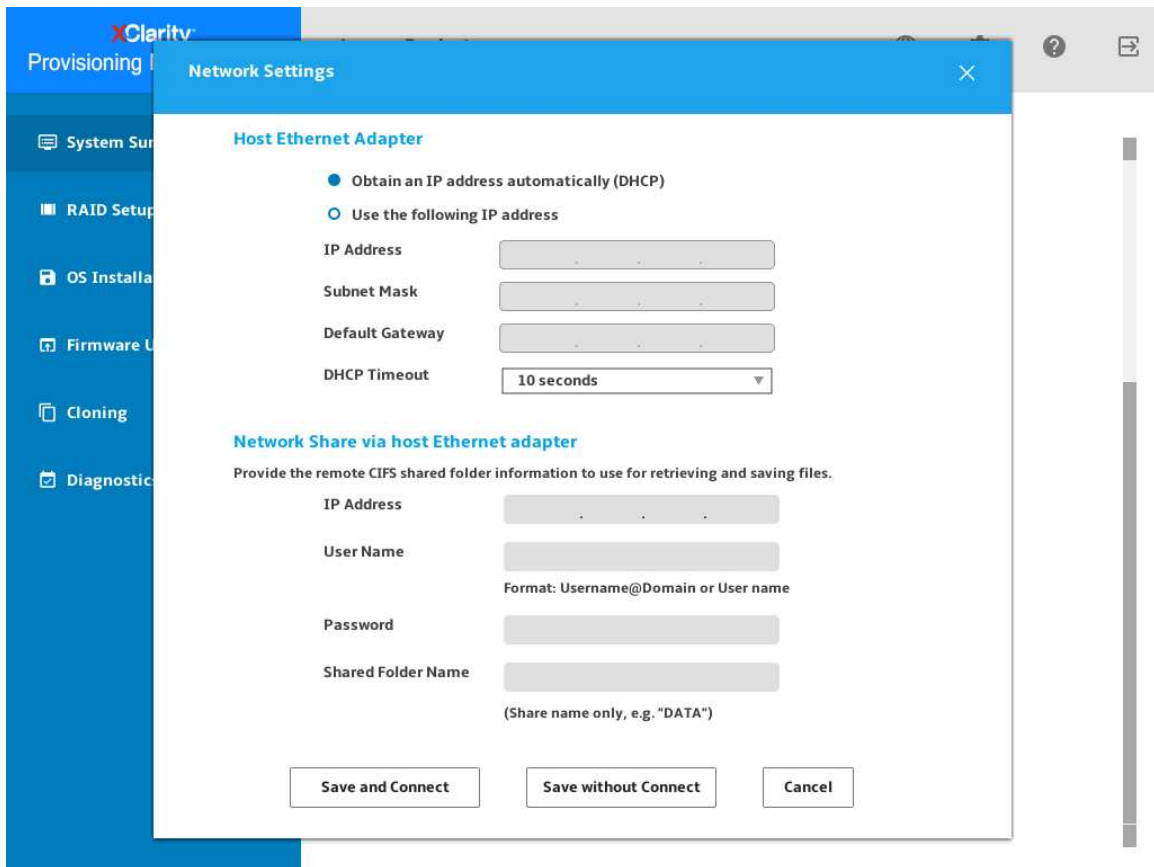 XClarity
Provisioning
Network Settings
System Sur
Host Ethernet Adapter
Obtain an IP address automatically (DHCP)
RAID Setup
Use the following IP address
IP Address
. . .
OS Installa
Subnet Mask
. . .
Default Gateway
. . .
Firmware U
DHCP Timeout
10 seconds
Cloning
Network Share via host Ethernet adapter
Provide the remote CIFS shared folder information to use for retrieving and saving files.
Diagnostic
IP Address
. . .
User Name
Format: Username@Domain or User name
Password
Shared Folder Name
(Share name only, e.g. "DATA")
Save and Connect
Save without Connect
Cancel